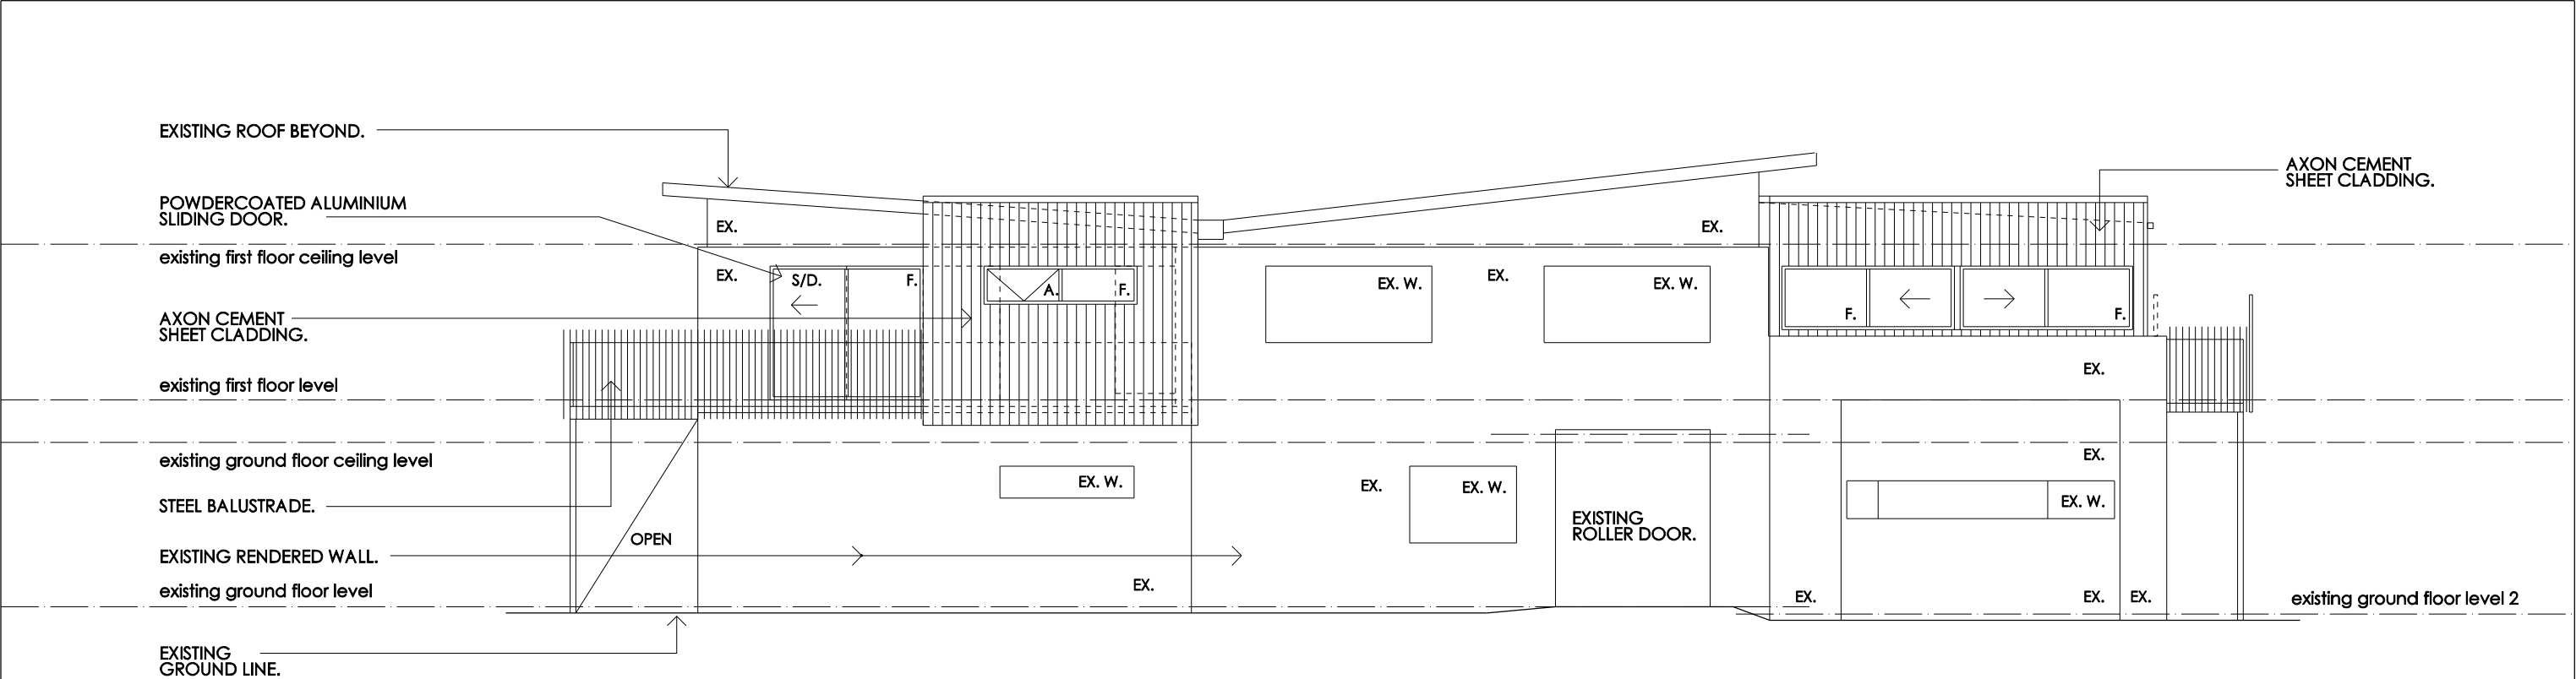 EXISTING ROOF BEYOND.
AXON CEMENT
SHEET CLADDING.
POWDERCOATED ALUMINIUM
SLIDING DOOR.
EX.
EX.
existing first floor ceiling level
EX.
S/D.
F.
A.
F.
EX. W.
EX.
EX. W.
F.
F.
AXON CEMENT
SHEET CLADDING.
EX.
existing first floor level
existing ground floor ceiling level
EX.
EX. W.
EX.
EX. W.
EX. W.
STEEL BALUSTRADE.
EXISTING
ROLLER DOOR.
OPEN
EXISTING RENDERED WALL.
EX.
existing ground floor level
EX.
EX.
EX.
existing ground floor level 2
EXISTING
GROUND LINE.